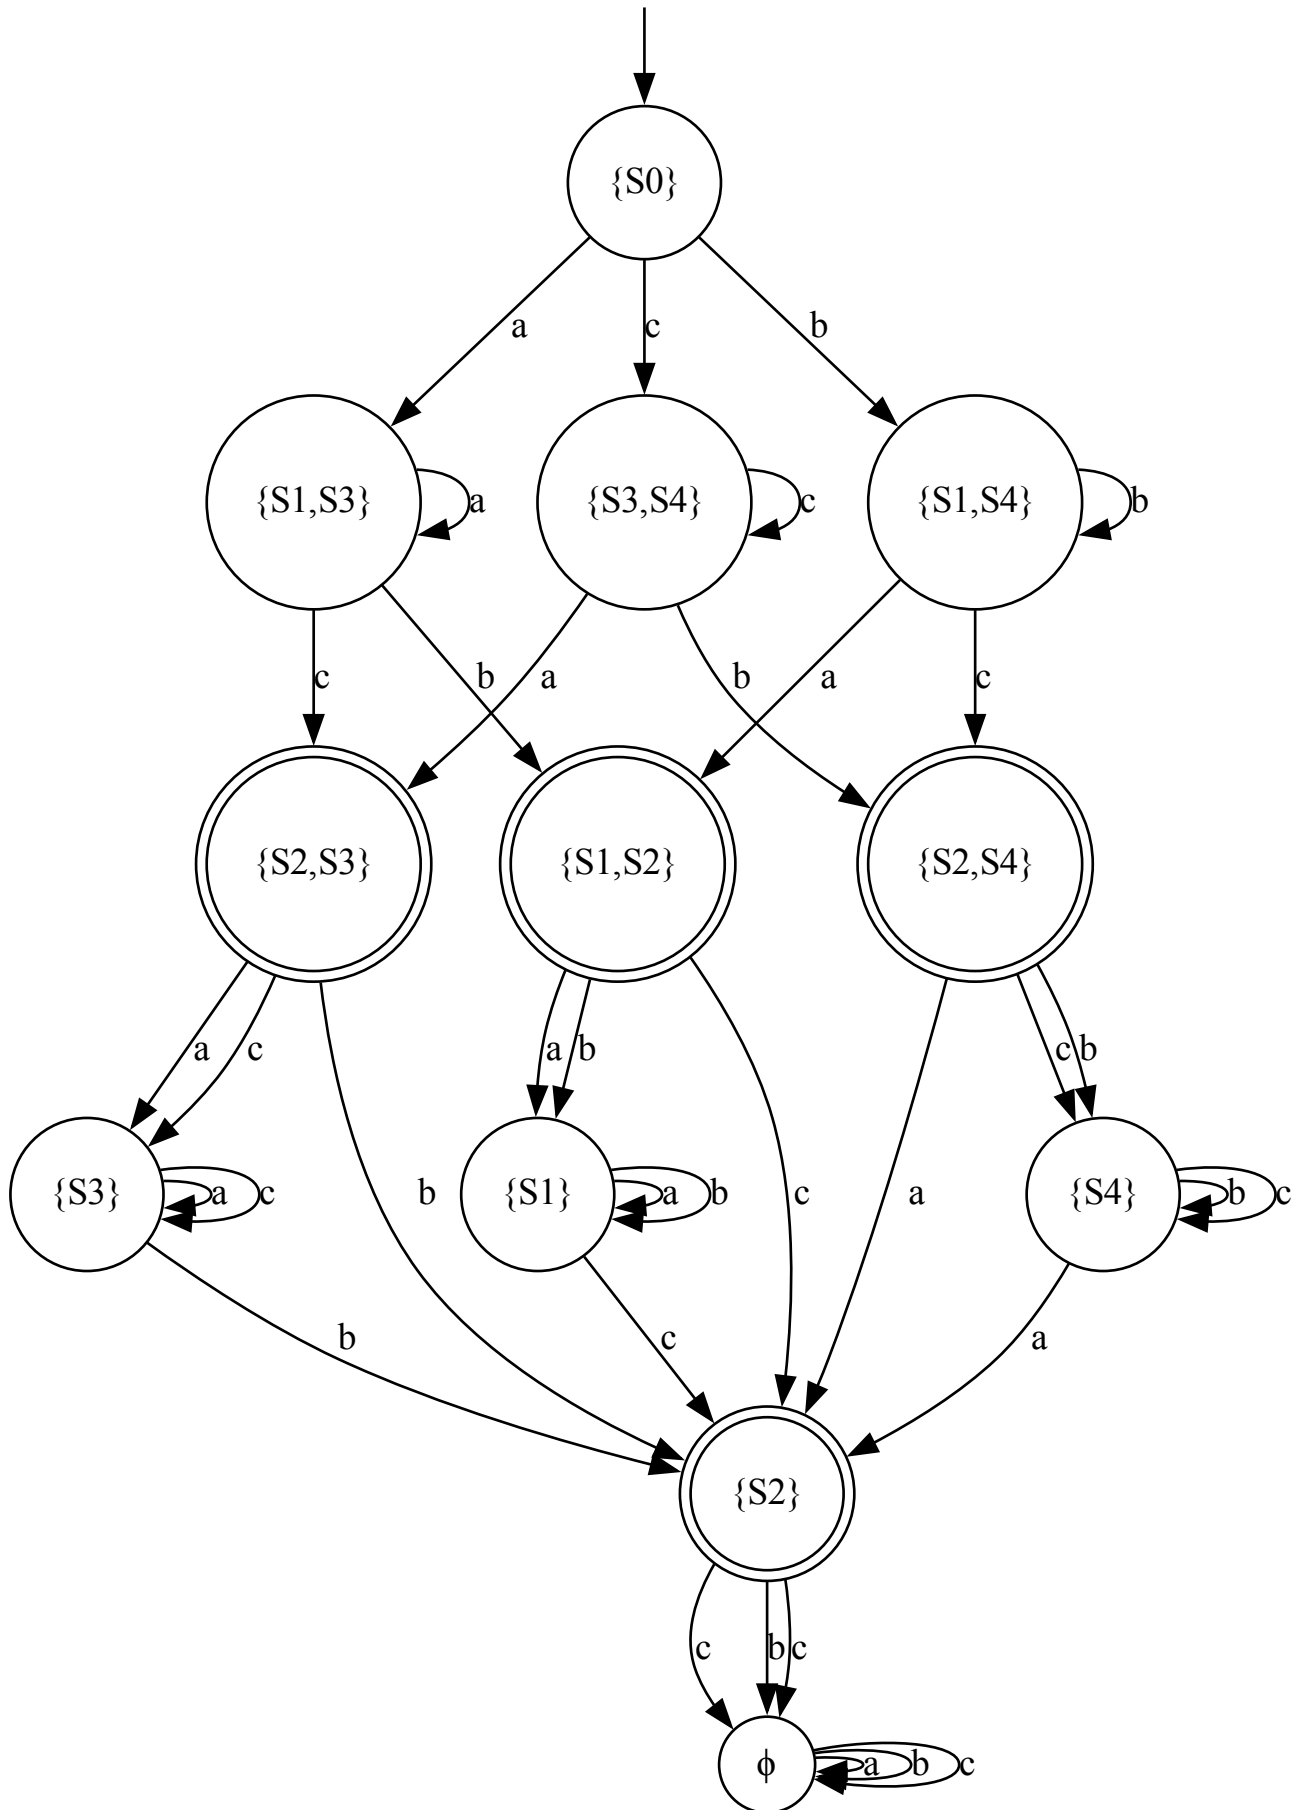 {S0}
a c b
{S1,S3} a {S3,S4} c {S1,S4} b
c b a b a c
{S2,S3} {S1,S2} {S2,S4}
a c a b c b
{S3} a c b {S1} a b c a {S4} b c
b c a
{S2}
c b c
ϕ a b c